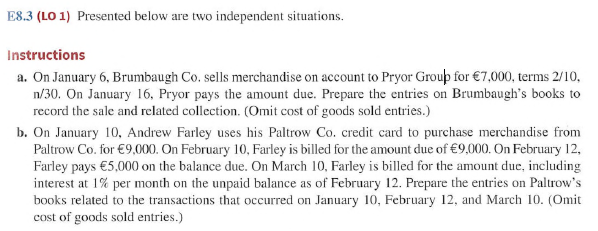 E8.3 (LO 1) Presented below are two independent situations.
Instructions
a. On January 6, Brumbaugh Co. sells merchandise on account to Pryor Group for €7,000, terms 2/10,
n/30. On January 16, Pryor pays the amount due. Prepare the entries on Brumbaugh's books to
record the sale and related collection. (Omit cost of goods sold entries.)
b. On January 10, Andrew Farley uses his Paltrow Co. credit card to purchase merchandise from
Paltrow Co. for €9,000. On February 10, Farley is billed for the amount due of €9,000. On February 12,
Farley pays €5,000 on the balance due. On March 10, Farley is billed for the amount due, including
interest at 1% per month on the unpaid balance as of February 12. Prepare the entries on Paltrow's
books related to the transactions that occurred on January 10, February 12, and March 10. (Omit
cost of goods sold entries.)